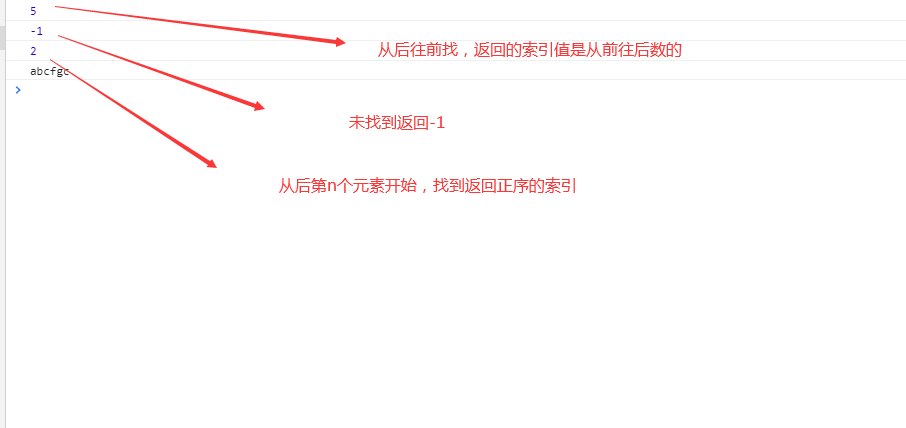 5
-1
2
从后往前找，返回的索引值是从前往后数的
abcfgc
未找到返回-1
从后第n个元素开始，找到返回正序的索引